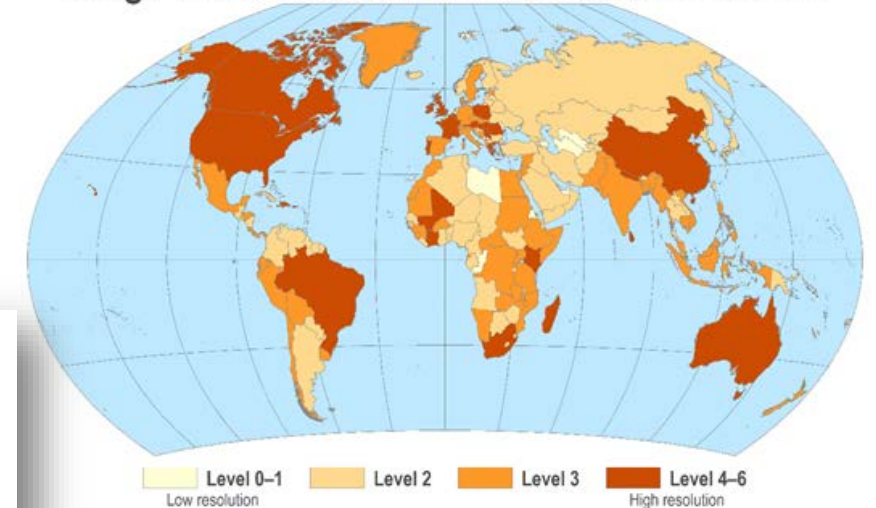 Level 0–1
Level 2
Level 3
Level 4–6
Low resolution
High resolution